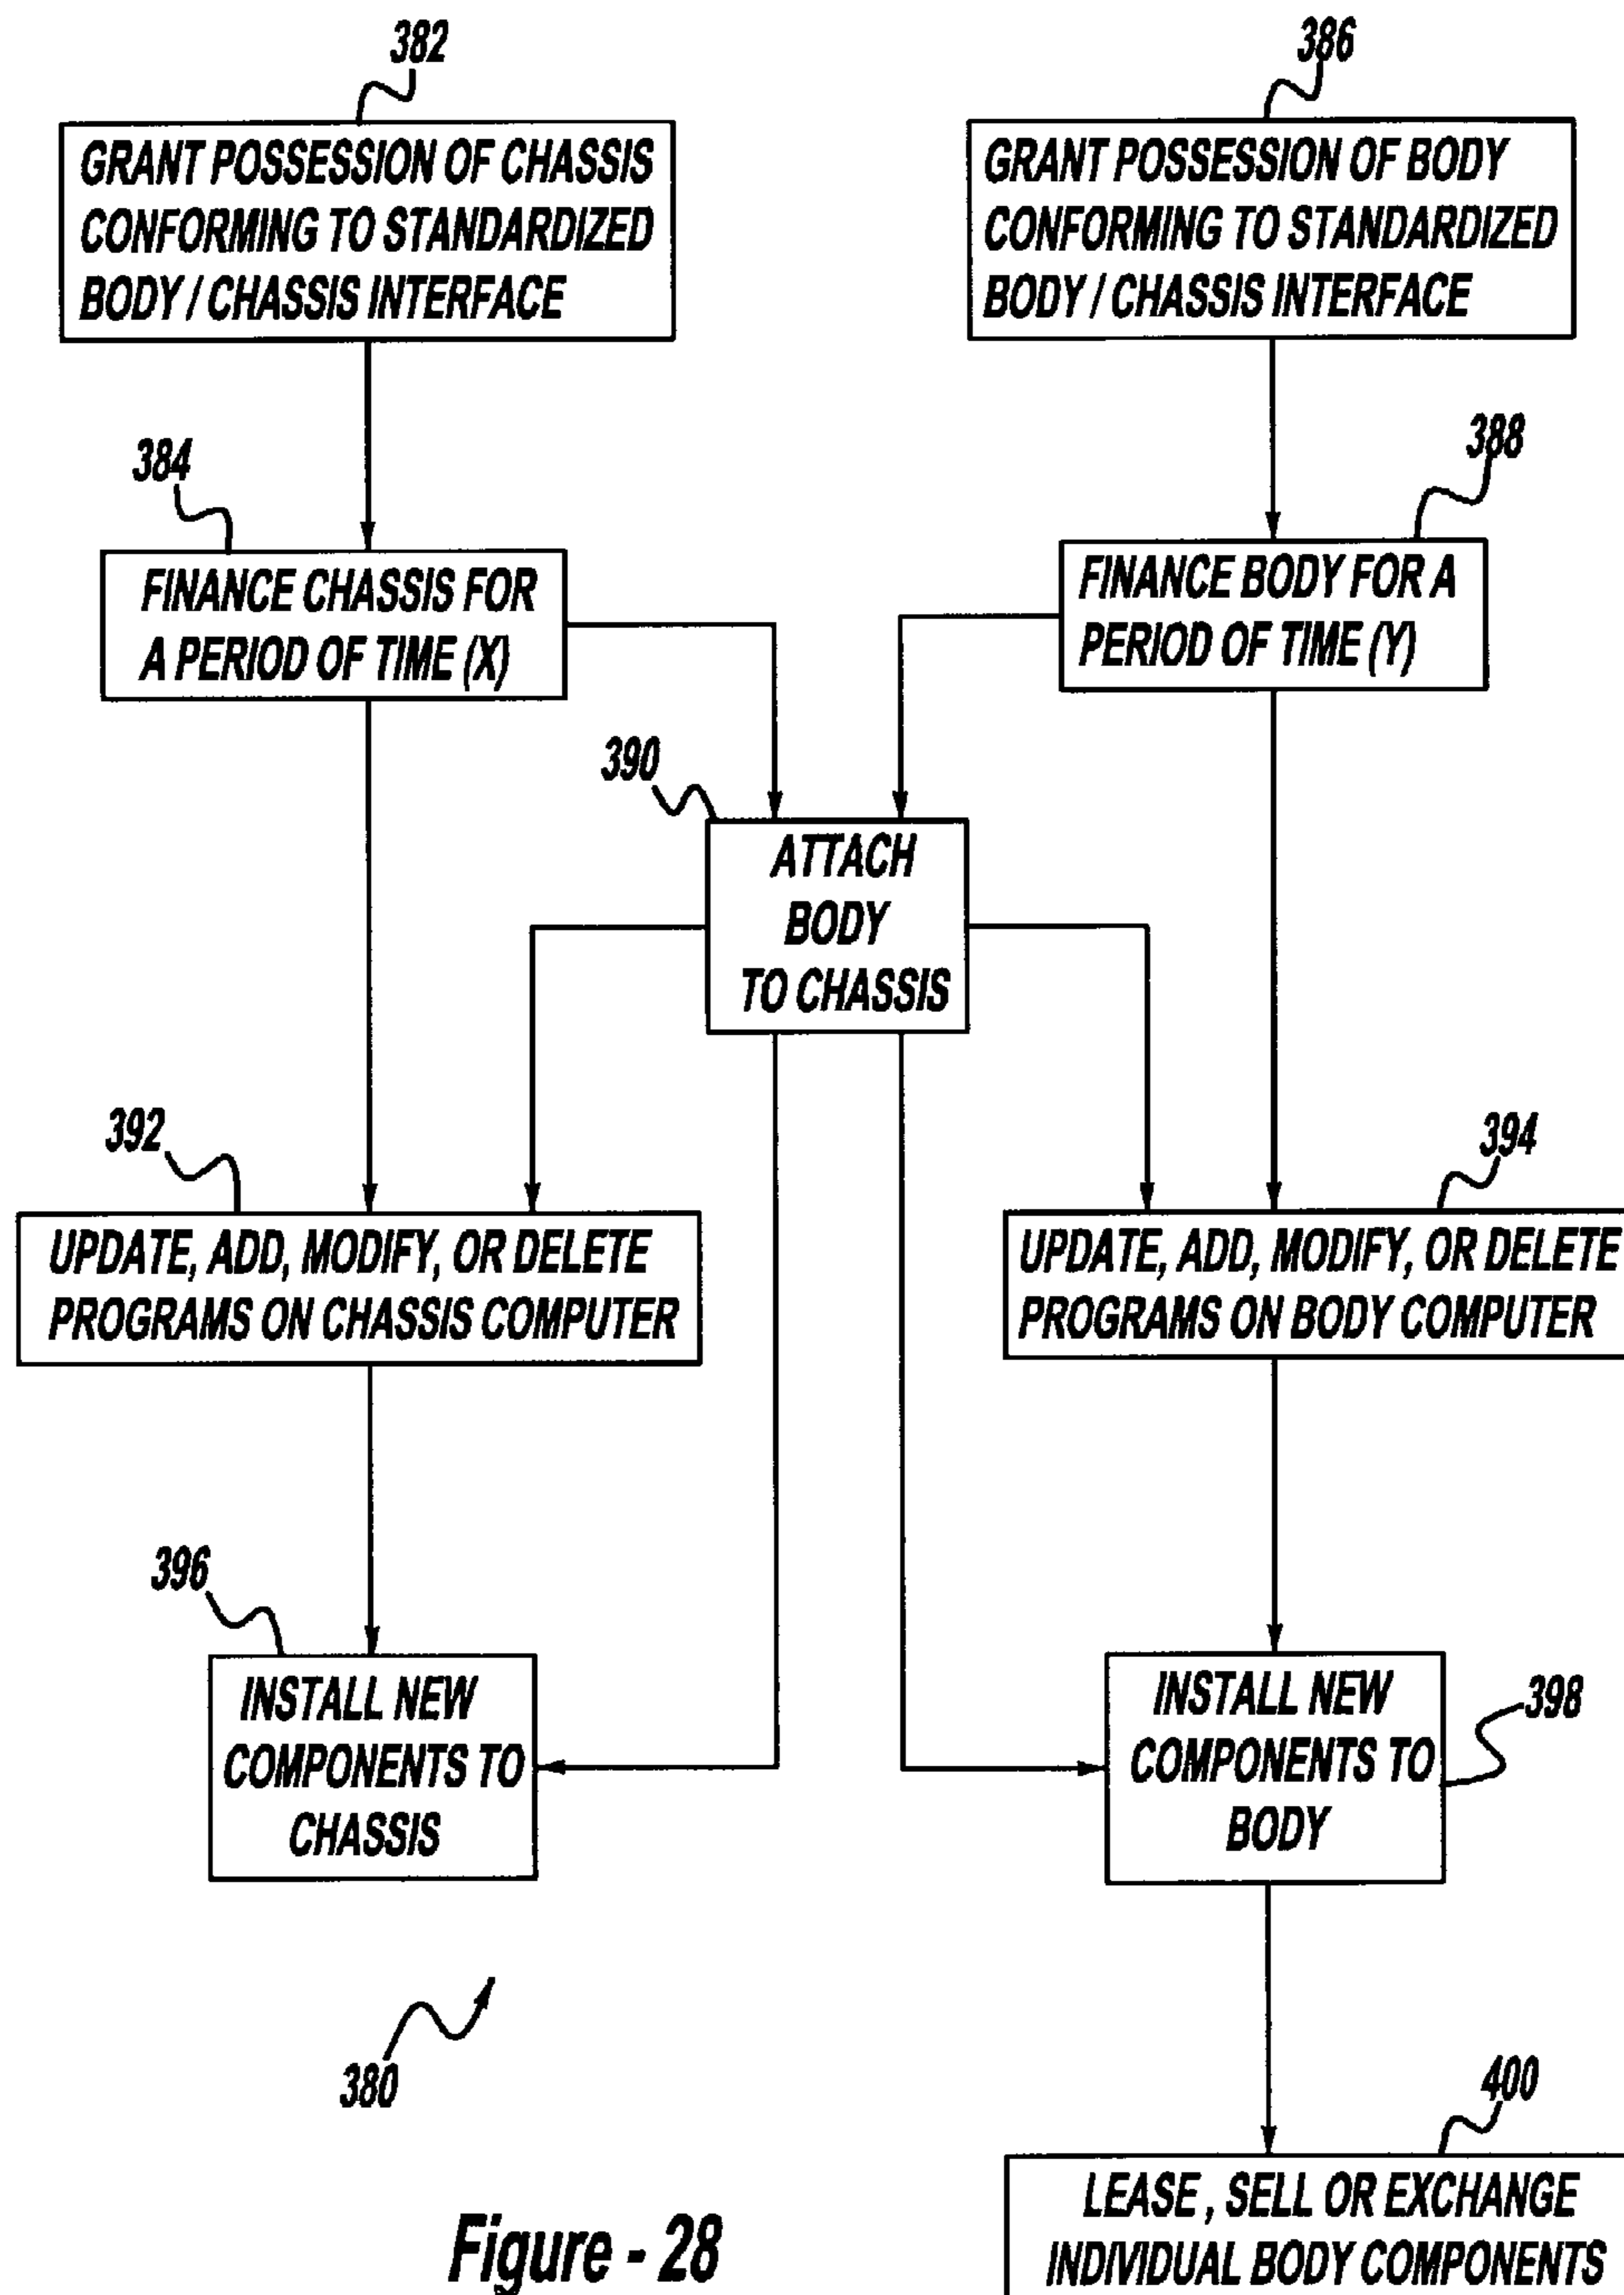 382
GRANT POSSESSION OF CHASSIS
CONFORMING TO STANDARDIZED
BODY / CHASSIS INTERFACE
386
GRANT POSSESSION OF BODY
CONFORMING TO STANDARDIZED
BODY / CHASSIS INTERFACE
384
FINANCE CHASSIS FOR
A PERIOD OF TIME (X)
388
FINANCE BODY FOR A
PERIOD OF TIME (Y)
390
ATTACH
BODY
TO CHASSIS
392
UPDATE, ADD, MODIFY, OR DELETE
PROGRAMS ON CHASSIS COMPUTER
394
UPDATE, ADD, MODIFY, OR DELETE
PROGRAMS ON BODY COMPUTER
396
INSTALL NEW
COMPONENTS TO
CHASSIS
INSTALL NEW
COMPONENTS TO
BODY
398
380
400
LEASE , SELL OR EXCHANGE
INDIVIDUAL BODY COMPONENTS
Figure - 28